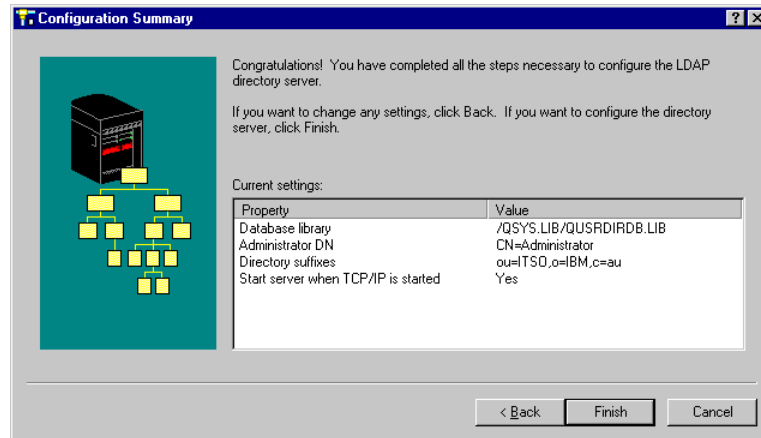 Configuration Summary
Congratulations! You have completed all the steps necessary to configure the LDAP
directory server.
If you want to change any settings, click Back. If you want to configure the directory
server, click Finish.
Current settings:
Property Value
Database library /QSYS.LIB/QUSRDIRDB.LIB
Administrator DN CN=Administrator
Directory suffixes ou=ITSO,o=IBM,c=au
Start server when TCP/IP is started Yes
< Back Finish Cancel